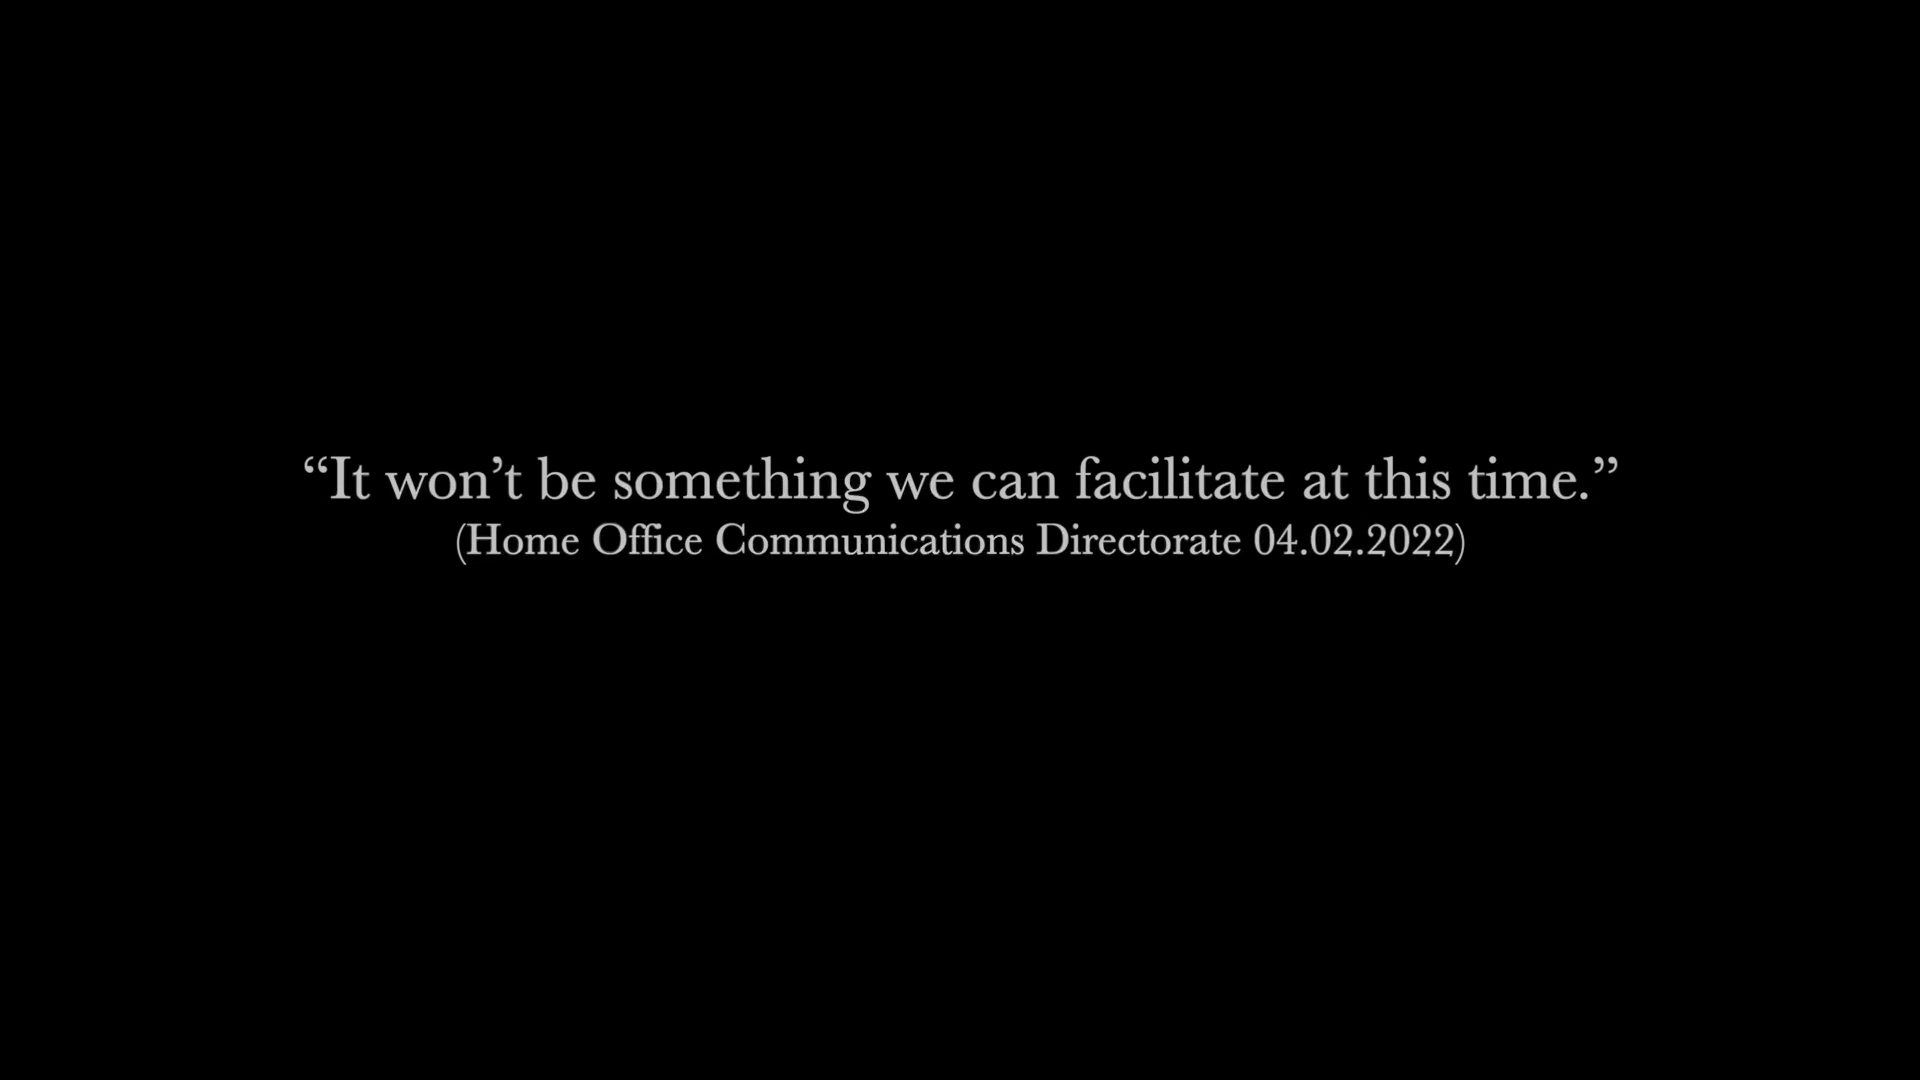 “It won’t be something we can facilitate at this time.”
(Home Office Communications Directorate 04.02.2022)